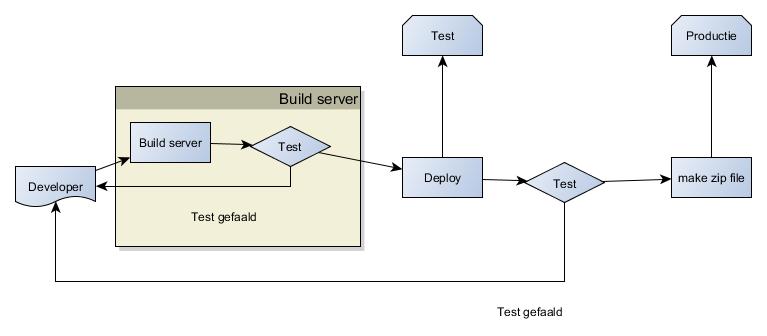 Test
Productie
Build server
Build server
Test
Developer
Deploy
Test
make zip file
Test gefaald
Test gefaald